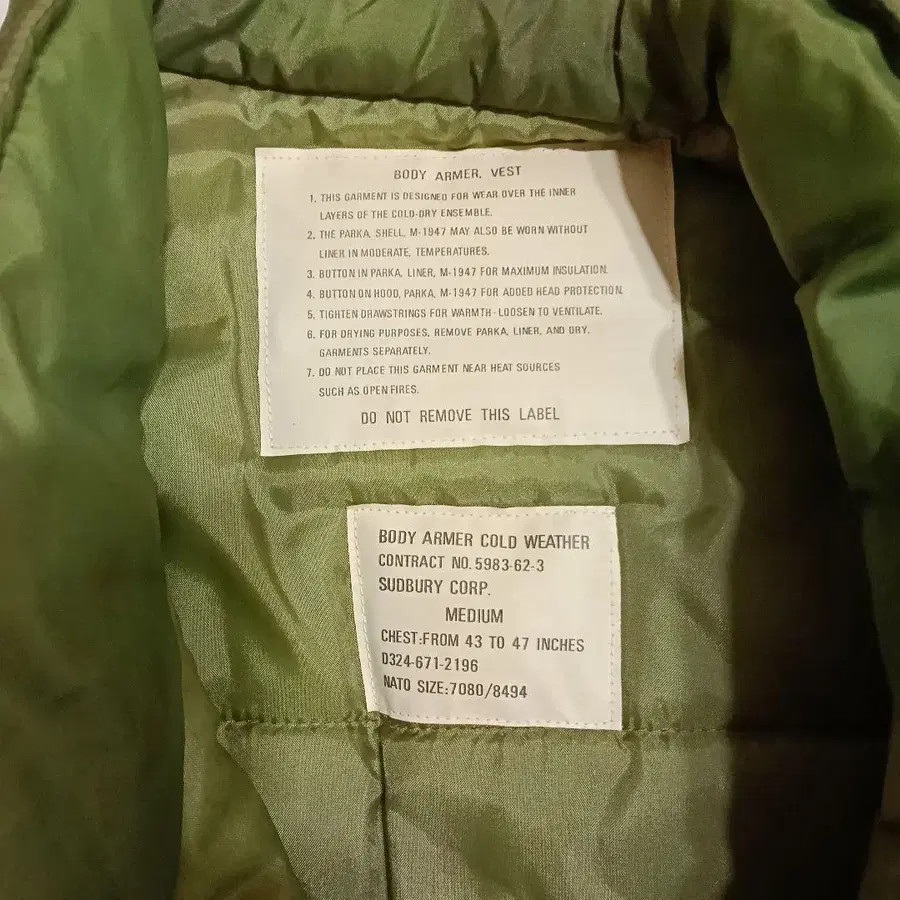 BODY ARMER. VEST
1. THIS GARMENT IS DESIGNED FOR WEAR OVER THE INNER
LAYERS OF THE COLD-DRY ENSEMBLE.
2. THE PARKA, SHELL, M-1947 MAY ALSO BE WORN WITHOUT
LINER IN MODERATE, TEMPERATURES.
3. BUTTON IN PARKA, LINER, M-1947 FOR MAXIMUM INSULATION.
4. BUTTON ON HOOD, PARKA, M-1947 FOR ADDED HEAD PROTECTION.
5. TIGHTEN DRAWSTRINGS FOR WARMTH-LOOSEN TO VENTILATE.
6. FOR DRYING PURPOSES, REMOVE PARKA, LINER, AND DRY.
GARMENTS SEPARATELY.
7. DO NOT PLACE THIS GARMENT NEAR HEAT SOURCES
SUCH AS OPEN FIRES.
DO NOT REMOVE THIS LABEL
BODY ARMER COLD WEATHER
CONTRACT NO. 5983-62-3
SUDBURY CORP.
MEDIUM
CHEST:FROM 43 TO 47 INCHES
D324-671-2196
NATO SIZE:7080/8494